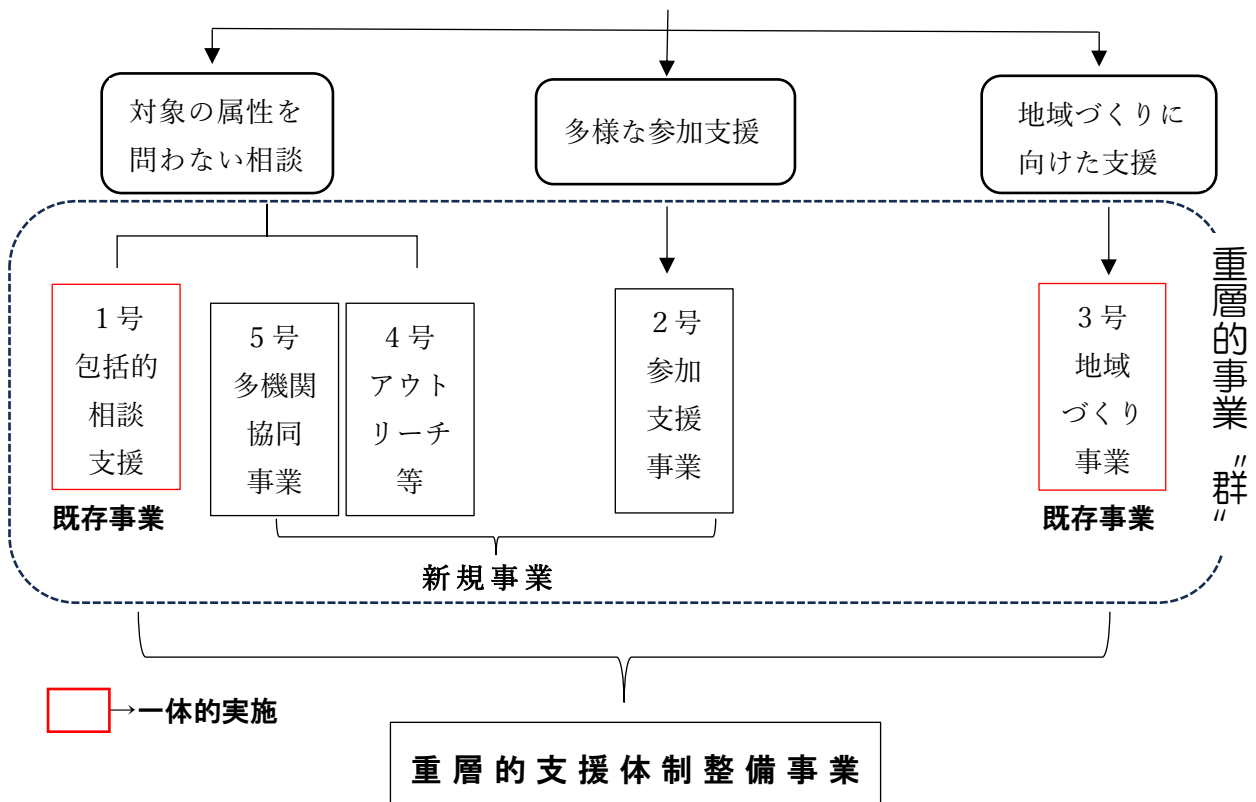 対象の属性を
問わない相談
多様な参加支援
地域づくりに
向けた支援
1号
包括的
相談
支援
既存事業
5号
多機関
協同
事業
4号
アウト
リーチ
等
2号
参加
支援
事業
新規事業
3号
地域
づくり
事業
既存事業
重層的事業〝群〟
→一体的実施
重層的支援体制整備事業